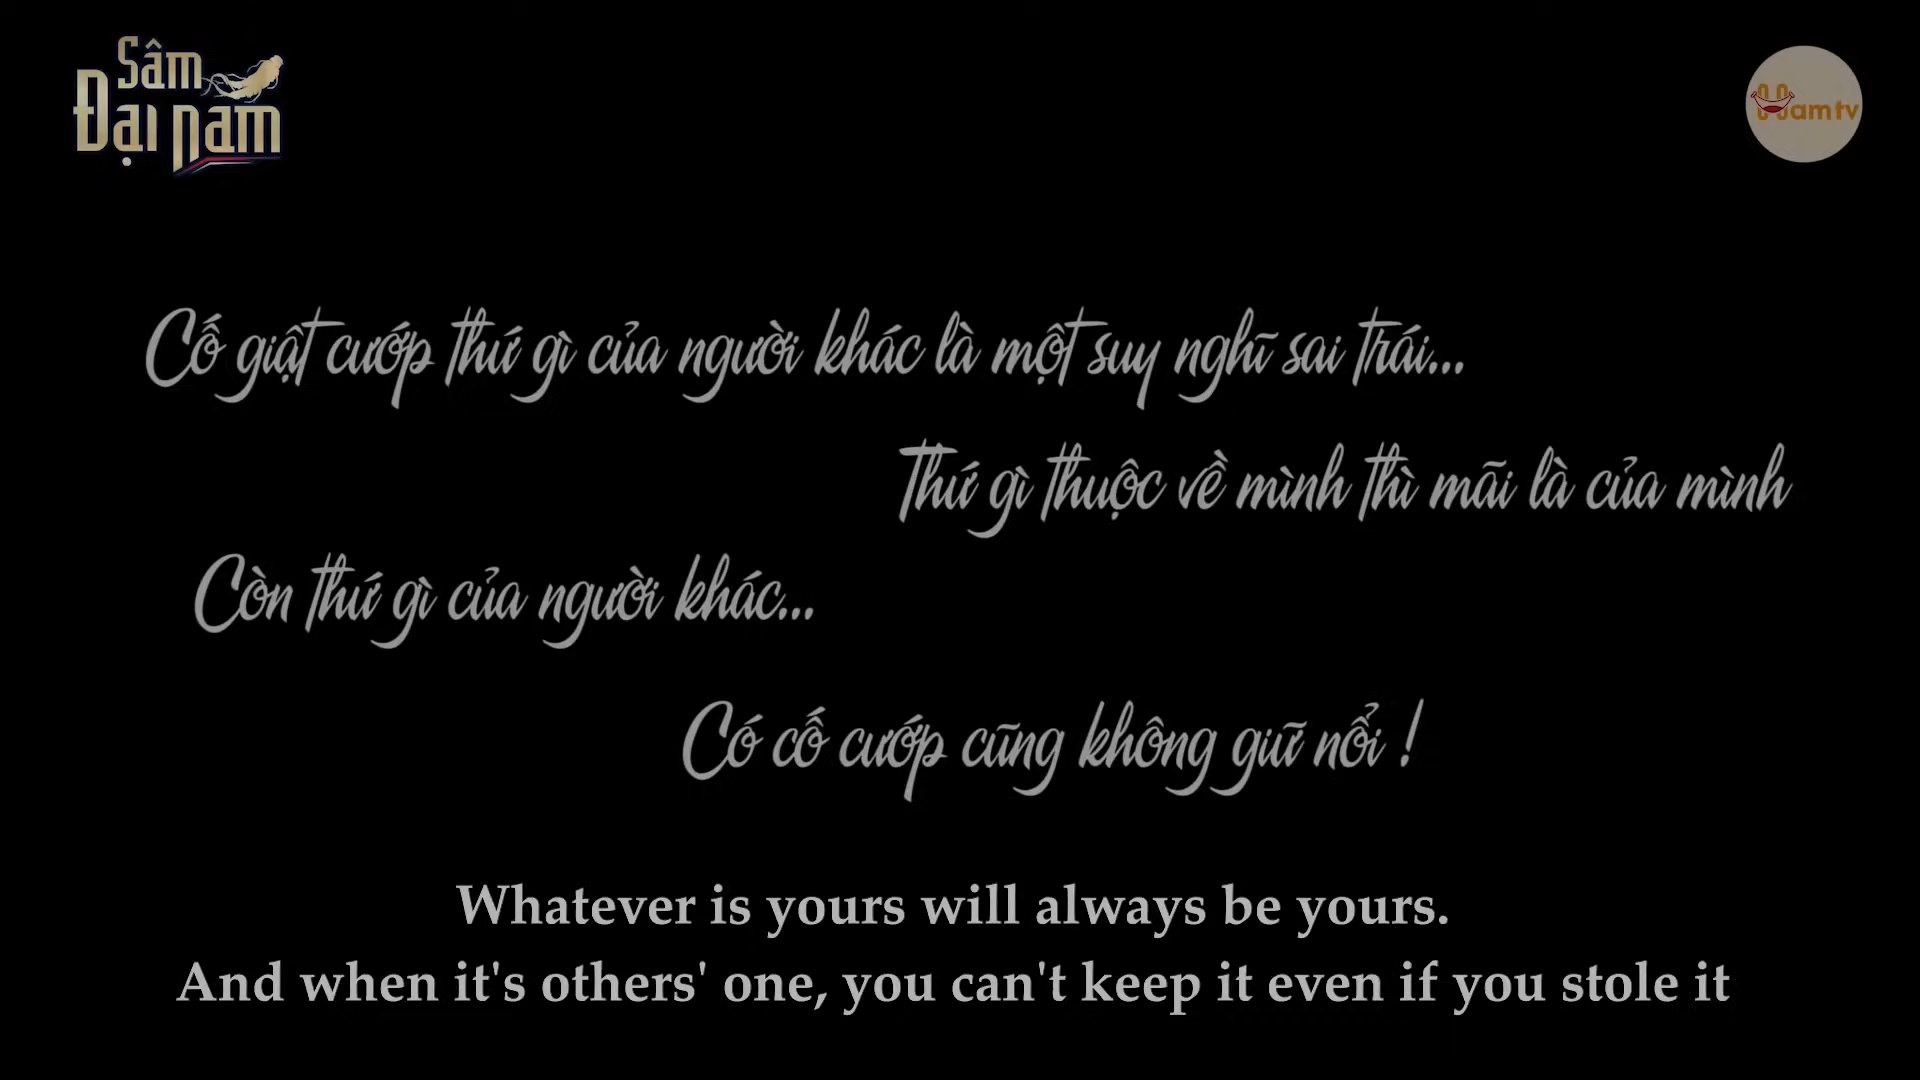 Sâm
Đại nam
Hamtv
Cố giật cướp thứ gì của người khác là một suy nghĩ sai trái...
Thứ gì thuộc về mình thì mãi là của mình
Còn thứ gì của người khác...
Có cố cướp cũng không giữ nổi !
Whatever is yours will always be yours.
And when it's others' one, you can't keep it even if you stole it